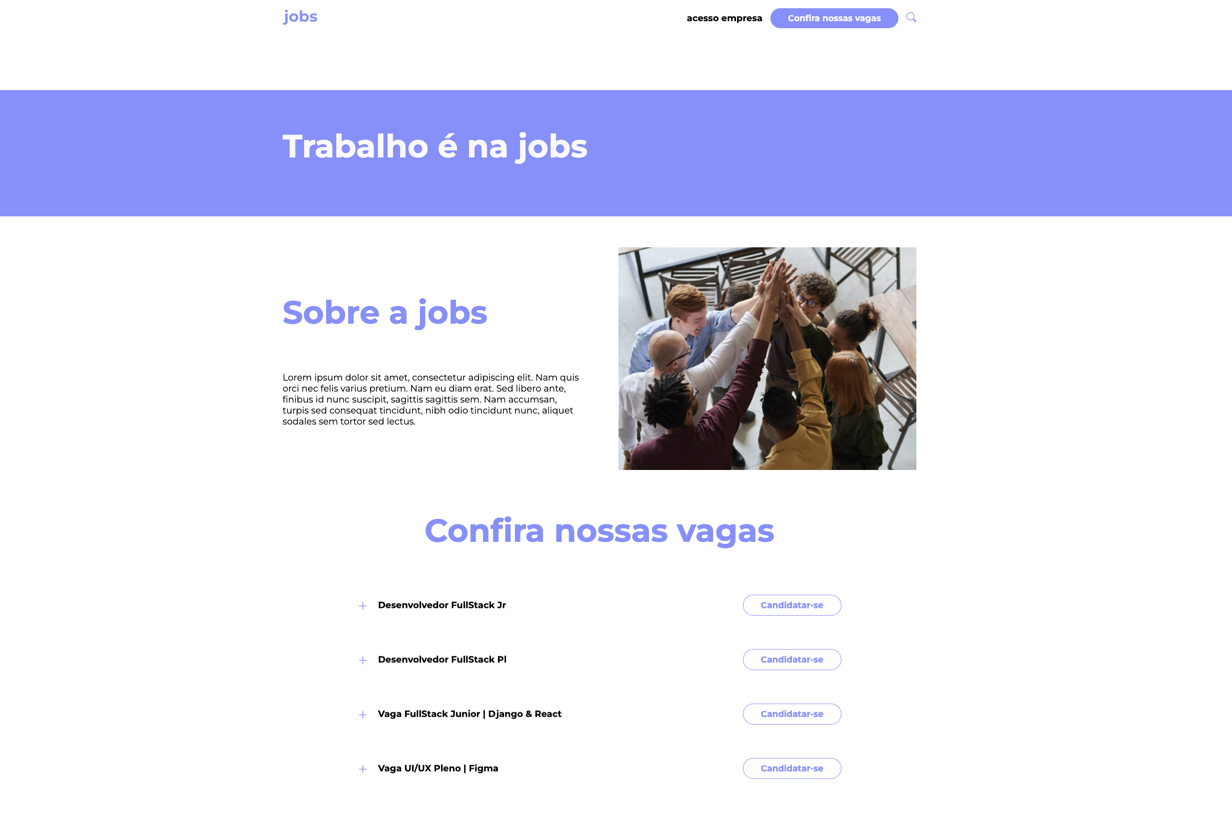 jobs
acesso empresa
Confira nossas vagas
Trabalho é na jobs
Sobre a jobs
Lorem ipsum dolor sit amet, consectetur adipiscing elit. Nam quis
orci nec felis varius pretium. Nam eu diam erat. Sed libero ante,
finibus id nunc suscipit, sagittis sagittis sem. Nam accumsan,
turpis sed consequat tincidunt, nibh odio tincidunt nunc, aliquet
sodales sem tortor sed lectus.
Confira nossas vagas
+ Desenvolvedor FullStack Jr
Candidatar-se
+ Desenvolvedor FullStack Pl
Candidatar-se
+ Vaga FullStack Junior | Django & React
Candidatar-se
+ Vaga UI/UX Pleno | Figma
Candidatar-se